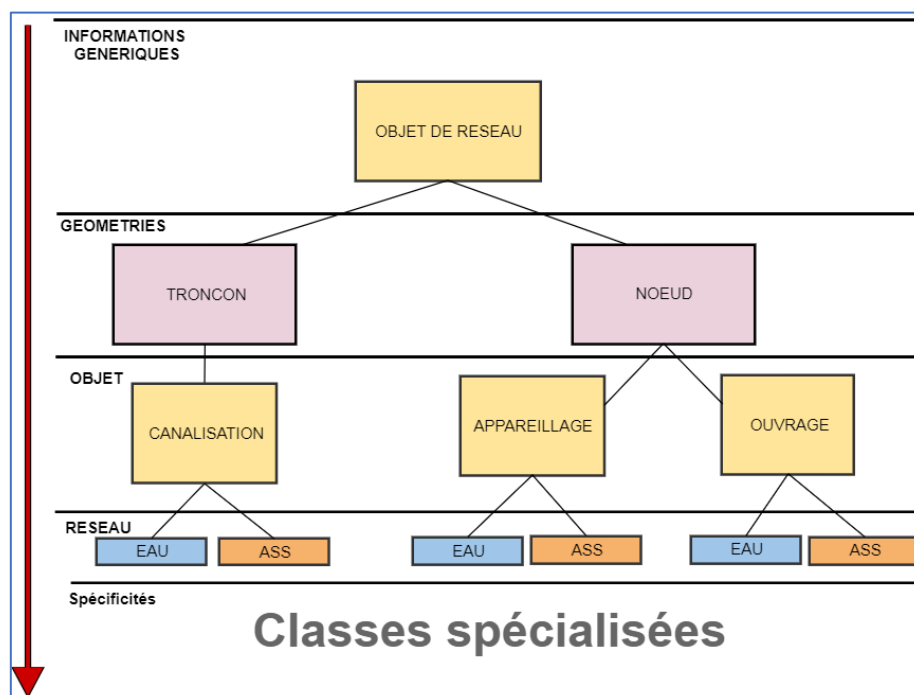 INFORMATIONS
GENERIQUES
OBJET DE RESEAU
GEOMETRIES
TRONCON
NOEUD
OBJET
CANALISATION
APPAREILLAGE
OUVRAGE
RESEAU
EAU
ASS
EAU
ASS
EAU
ASS
Spécificités
Classes spécialisées